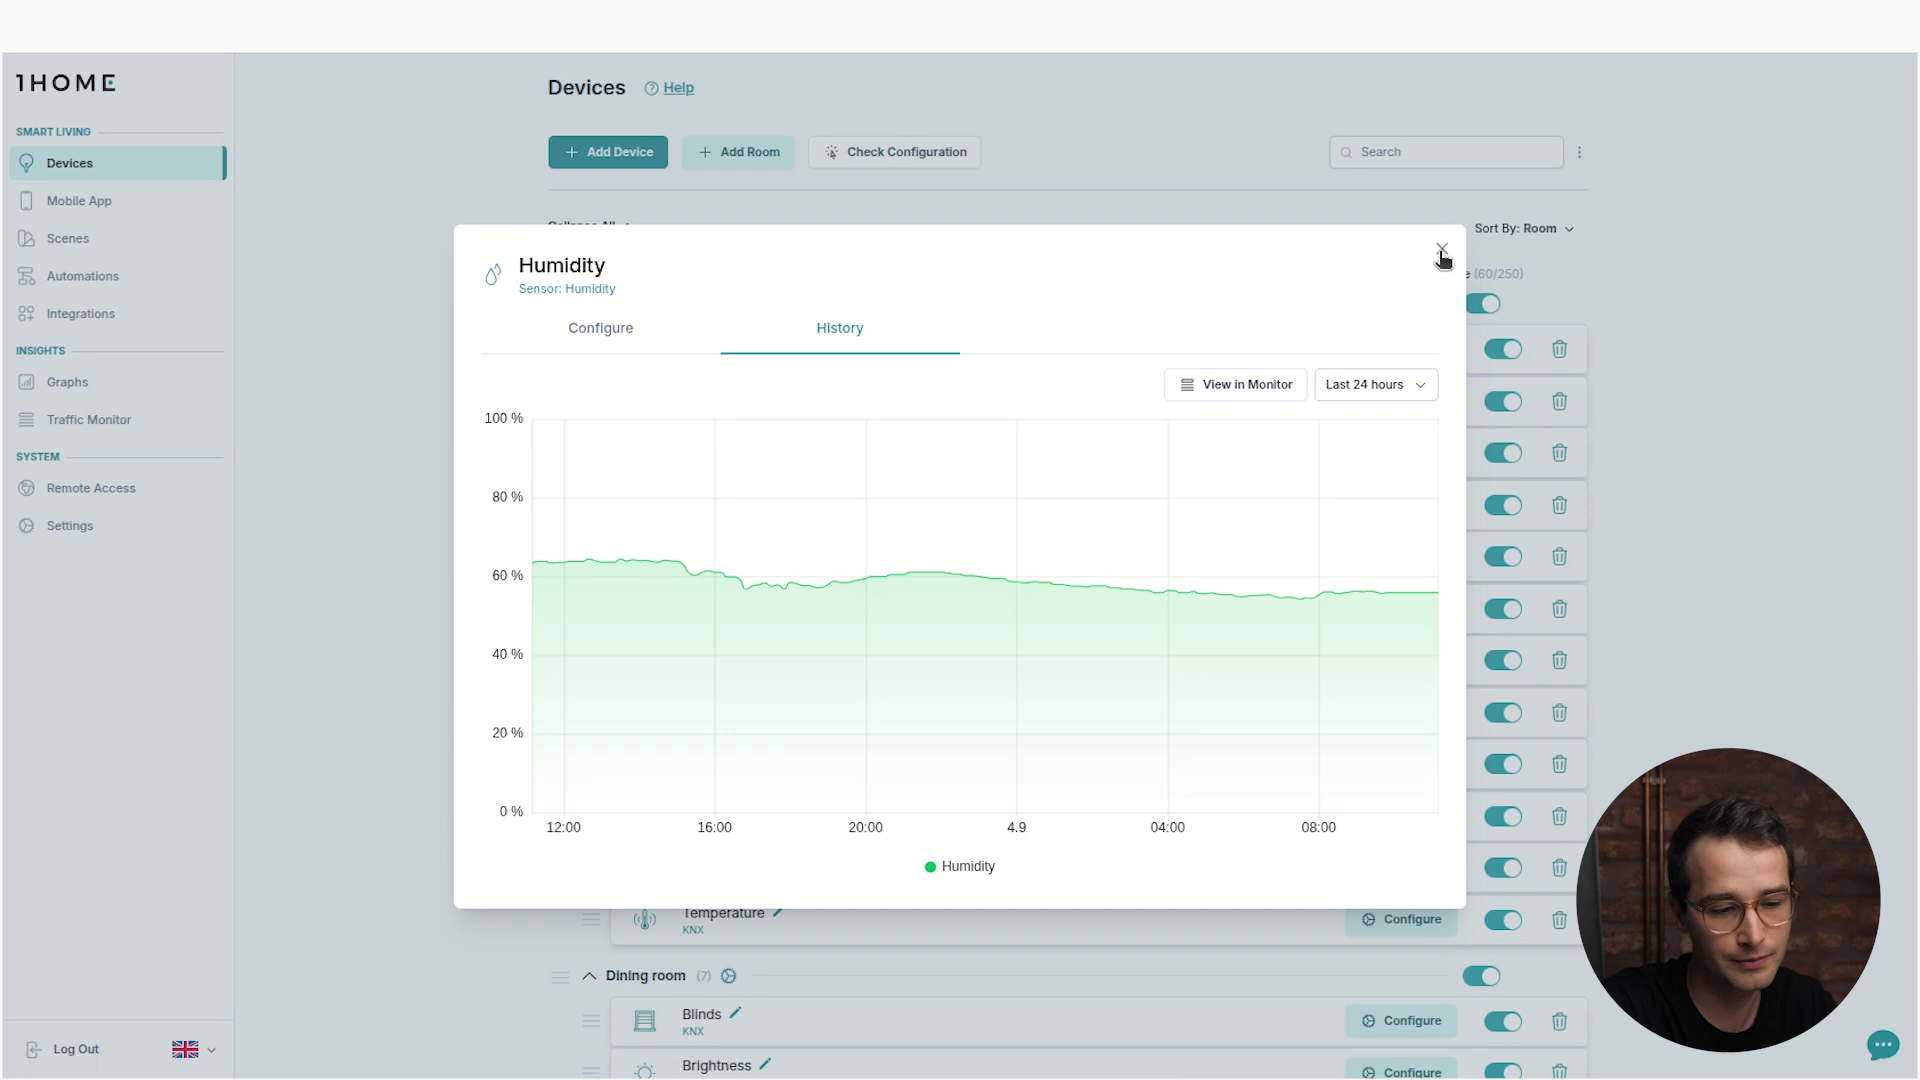 1HOME
SMART LIVING
Devices
Mobile App
Scenes
Automations
Integrations
INSIGHTS
Graphs
Traffic Monitor
SYSTEM
Remote Access
Settings
Log Out
Devices
Help
+ Add Device
+ Add Room
Check Configuration
Search
Sort By: Room
(60/250)
Humidity
Sensor: Humidity
Configure
History
View in Monitor
Last 24 hours
100 %
80 %
60 %
40 %
20 %
0 %
12:00
16:00
20:00
4.9
04:00
08:00
Humidity
Temperature
KNX
Configure
Dining room (7)
Blinds
KNX
Configure
Brightness
Configure